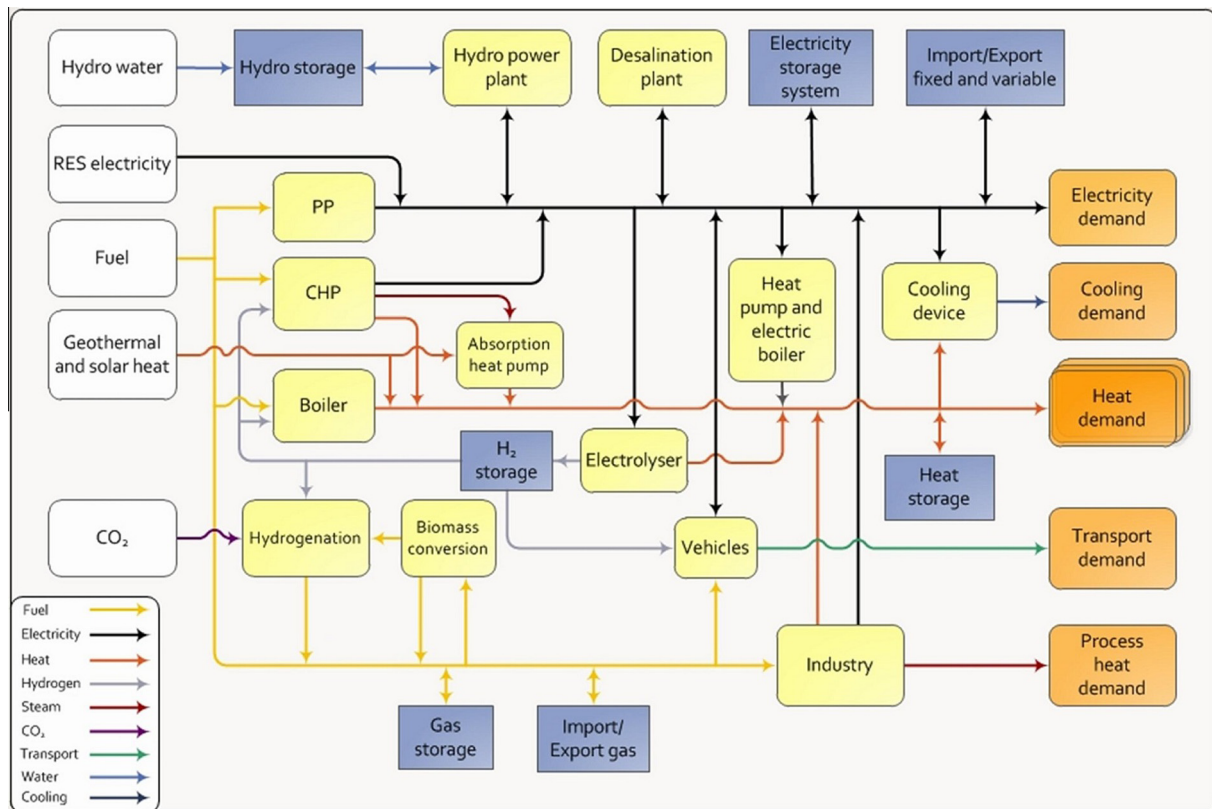 Hydro water
Hydro storage
Hydro power
plant
Desalination
plant
Electricity
storage
system
Import/Export
fixed and variable
RES electricity
PP
Electricity
demand
Fuel
CHP
Heat
pump and
electric
boiler
Cooling
device
Cooling
demand
Geothermal
and solar heat
Absorption
heat pump
Boiler
Heat
demand
H₂
storage
Electrolyser
Heat
storage
CO₂
Hydrogenation
Biomass
conversion
Vehicles
Transport
demand
Industry
Process
heat
demand
Gas
storage
Import/
Export gas
Fuel
Electricity
Heat
Hydrogen
Steam
CO₂
Transport
Water
Cooling